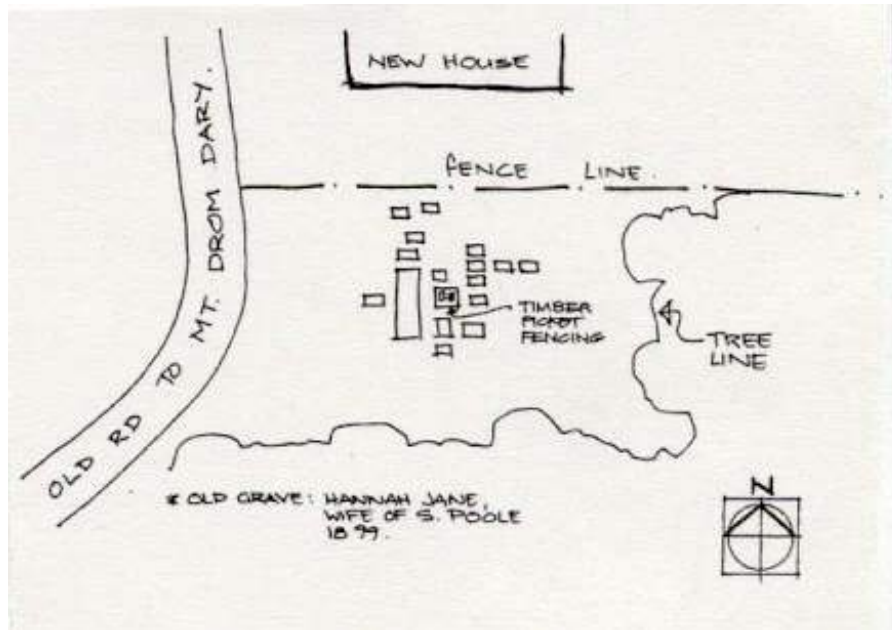 NEW HOUSE
FENCE LINE.
OLD RD TO MT. DROM DARY.
TIMBER
PICKET
FENCING
TREE
LINE
* OLD GRAVE: HANNAH JANE,
WIFE OF S. POOLE
1899.
N